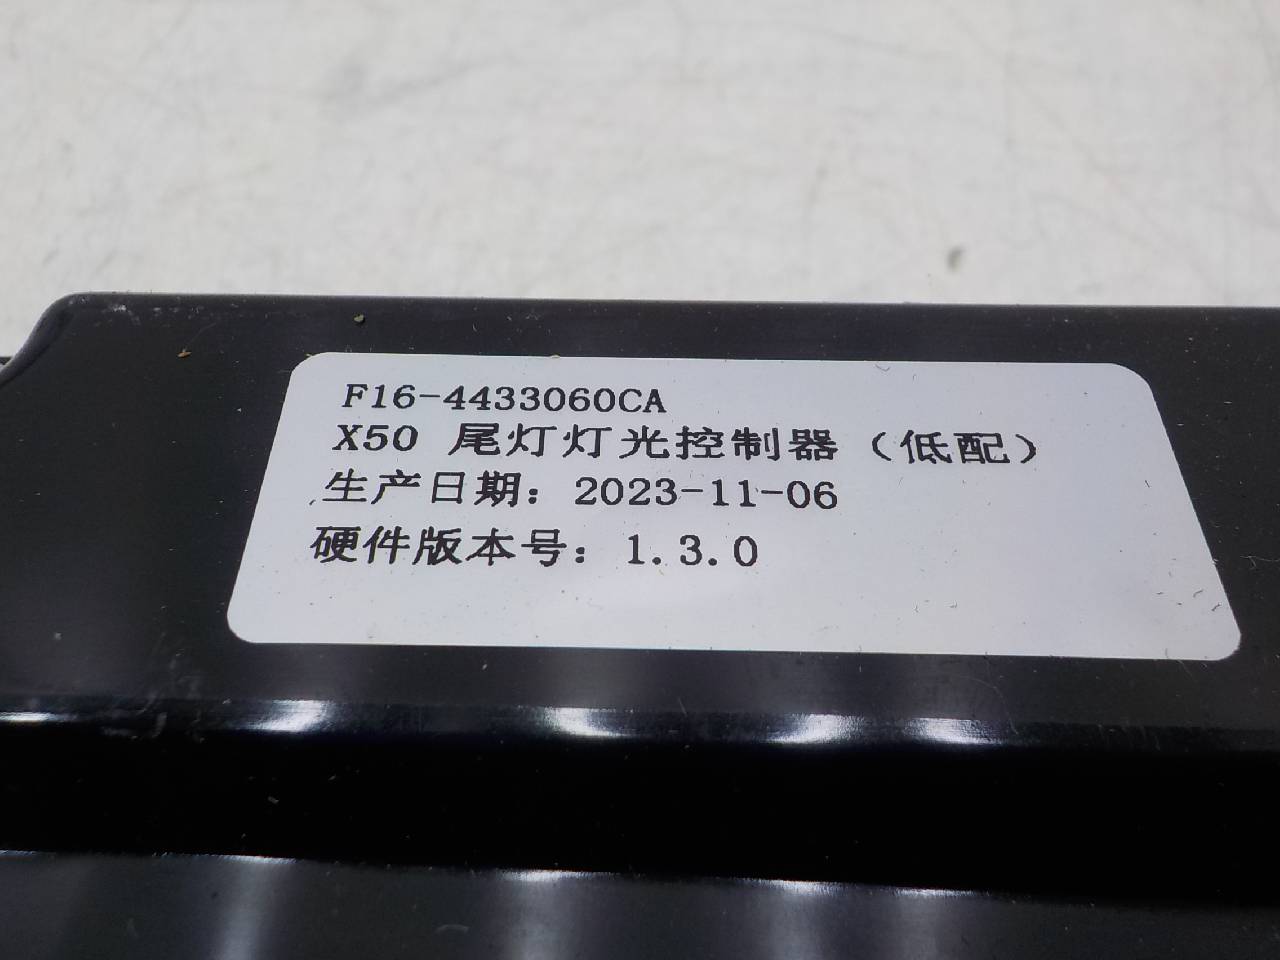 F16-4433060CA
X50 尾灯灯光控制器（低配）
生产日期：2023-11-06
硬件版本号：1.3.0